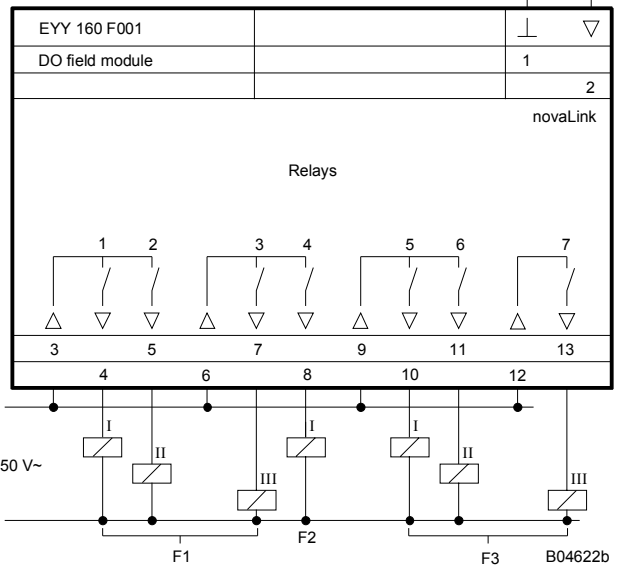 EYY 160 F001
DO field module
1
2
novaLink
Relays
1 2 3 4 5 6 7
3 5 7 9 11 13
4 6 8 10 12
I I I
50 V~ II II
III III
F1 F2 F3 B04622b